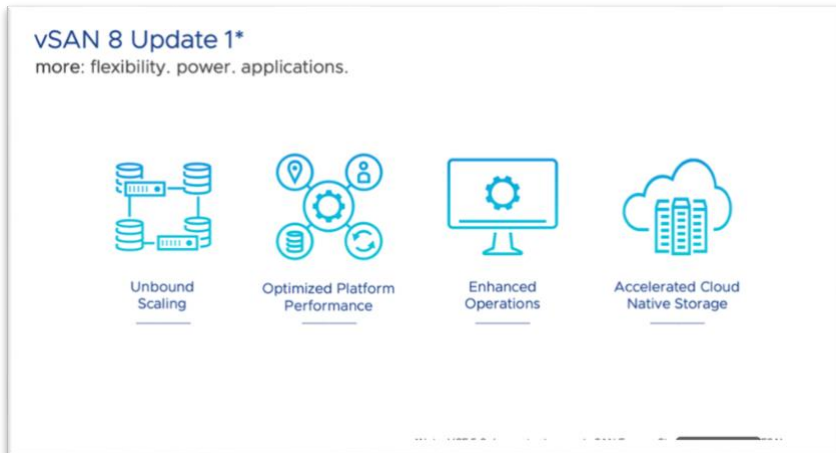 vSAN 8 Update 1*
more: flexibility. power. applications.
Unbound
Scaling
Optimized Platform
Performance
Enhanced
Operations
Accelerated Cloud
Native Storage